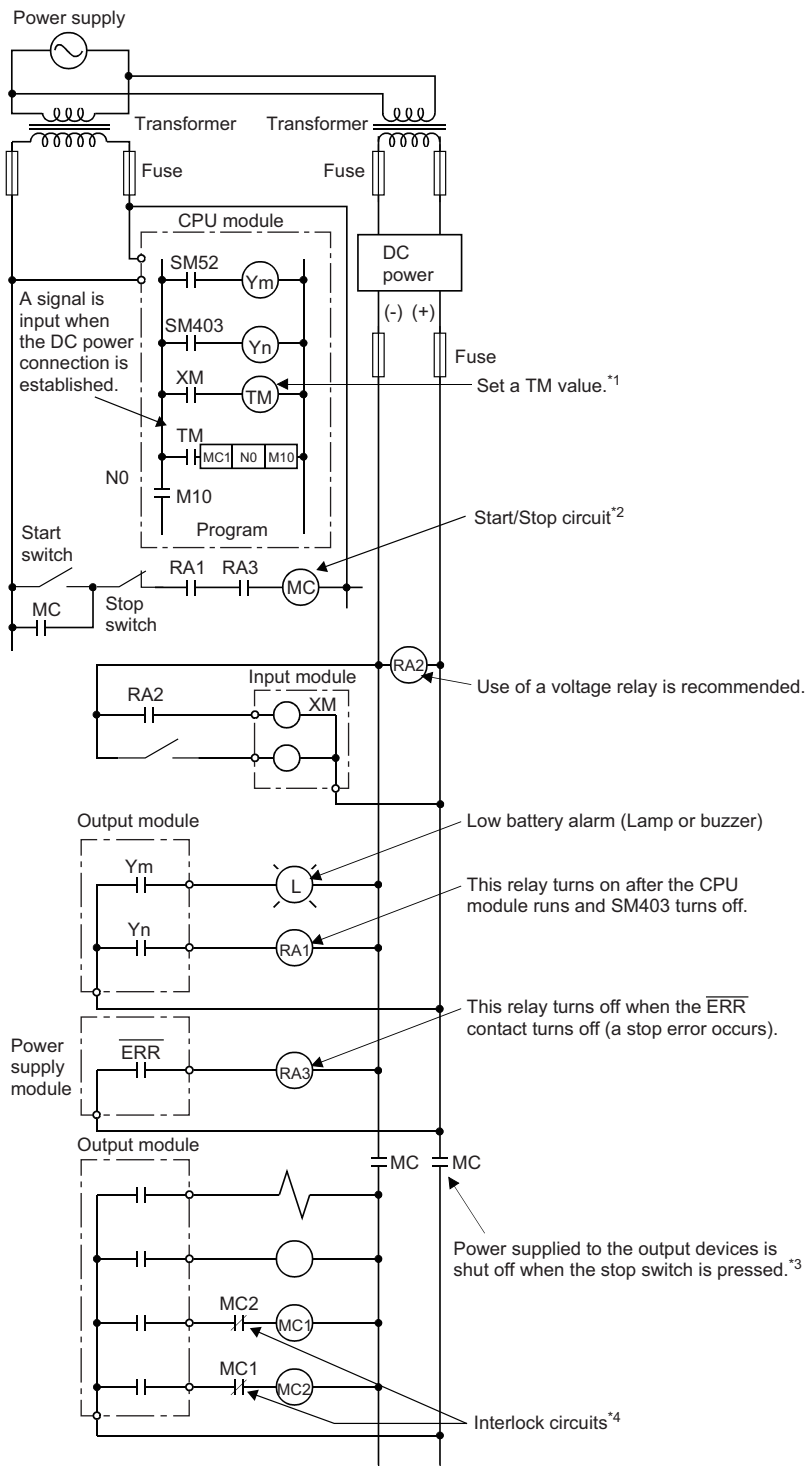 Power supply
Transformer
Transformer
Fuse
Fuse
CPU module
DC
power
SM52
Ym
(-) (+)
A signal is
input when
the DC power
connection is
established.
SM403
Yn
Fuse
XM
TM
Set a TM value.*1
TM
MC1 N0 M10
N0
M10
Program
Start/Stop circuit*2
Start
switch
RA1 RA3
MC
MC
Stop
switch
RA2
Input module
Use of a voltage relay is recommended.
RA2
XM
Output module
Low battery alarm (Lamp or buzzer)
Ym
L
This relay turns on after the CPU
module runs and SM403 turns off.
Yn
RA1
This relay turns off when the ERR
contact turns off (a stop error occurs).
Power
supply
module
ERR
RA3
Output module
MC MC
Power supplied to the output devices is
shut off when the stop switch is pressed.*3
MC2
MC1
MC1
MC2
Interlock circuits*4